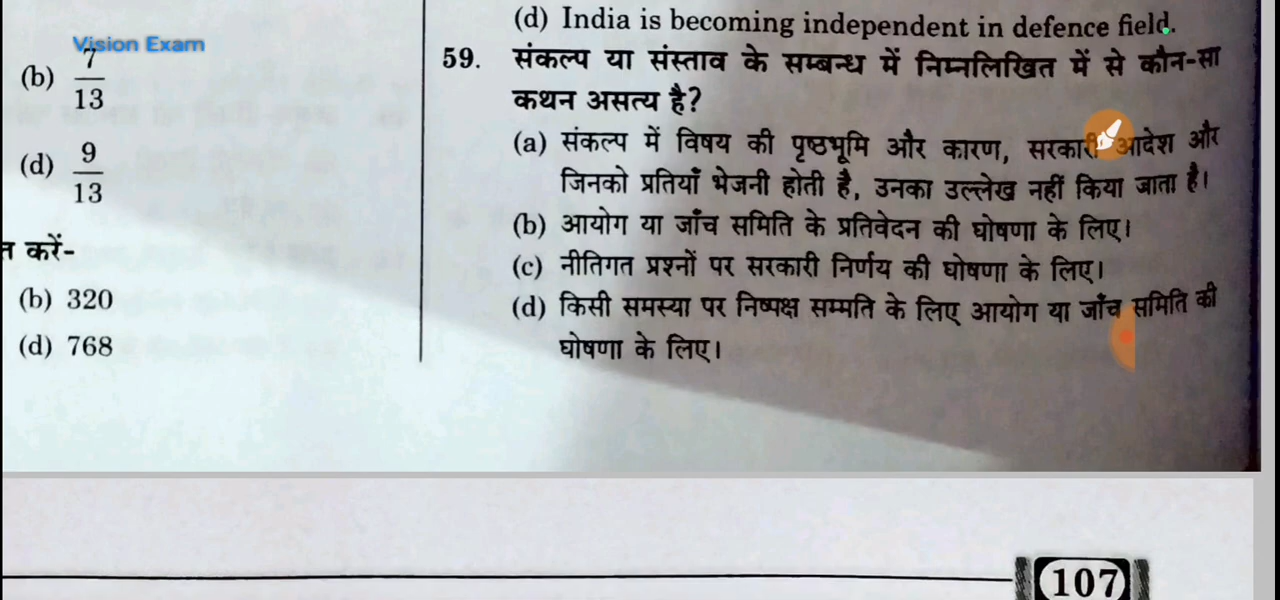 Vision Exam
(b) 7/13
(d) 9/13
त करें-
(b) 320
(d) 768
(d) India is becoming independent in defence field.
59. संकल्प या संस्ताव के सम्बन्ध में निम्नलिखित में से कौन-सा
कथन असत्य है?
(a) संकल्प में विषय की पृष्ठभूमि और कारण, सरकारी आदेश और
जिनको प्रतियाँ भेजनी होती है, उनका उल्लेख नहीं किया जाता है।
(b) आयोग या जाँच समिति के प्रतिवेदन की घोषणा के लिए।
(c) नीतिगत प्रश्नों पर सरकारी निर्णय की घोषणा के लिए।
(d) किसी समस्या पर निष्पक्ष सम्मति के लिए आयोग या जाँच समिति की
घोषणा के लिए।
107